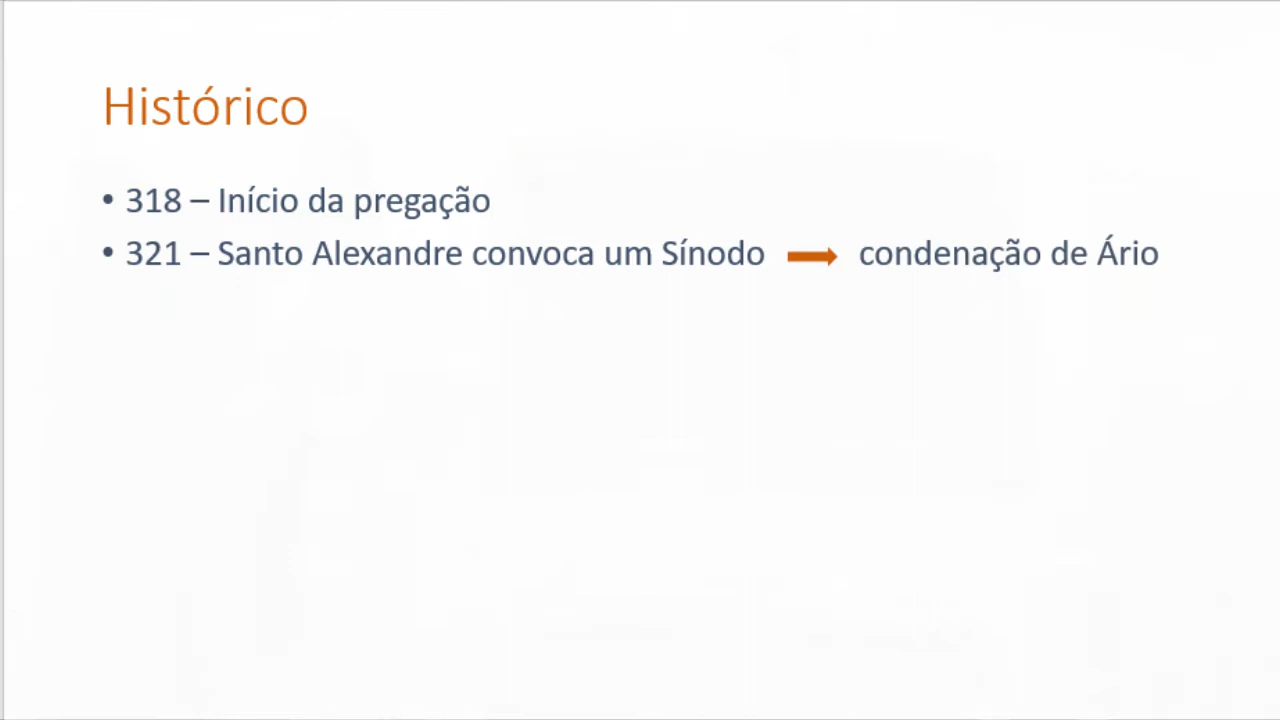 Histórico
• 318 – Início da pregação
• 321 – Santo Alexandre convoca um Sínodo condenação de Ário